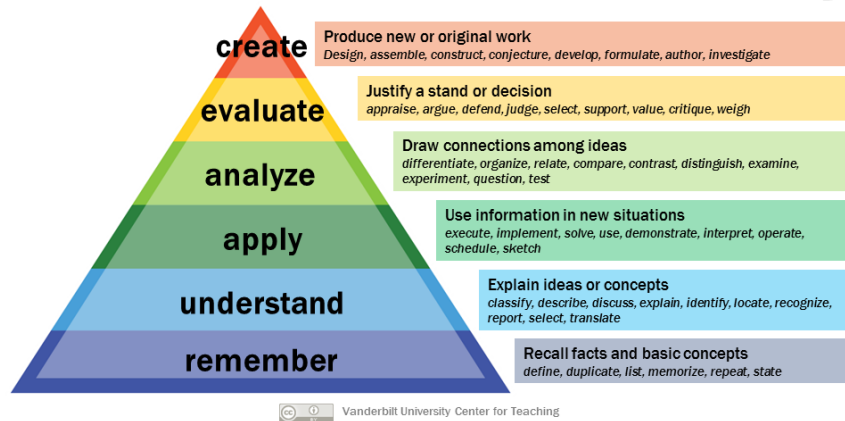 create
Produce new or original work
Design, assemble, construct, conjecture, develop, formulate, author, investigate
evaluate
Justify a stand or decision
appraise, argue, defend, judge, select, support, value, critique, weigh
analyze
Draw connections among ideas
differentiate, organize, relate, compare, contrast, distinguish, examine,
experiment, question, test
apply
Use information in new situations
execute, implement, solve, use, demonstrate, interpret, operate,
schedule, sketch
understand
Explain ideas or concepts
classify, describe, discuss, explain, identify, locate, recognize,
report, select, translate
remember
Recall facts and basic concepts
define, duplicate, list, memorize, repeat, state
cc
Vanderbilt University Center for Teaching